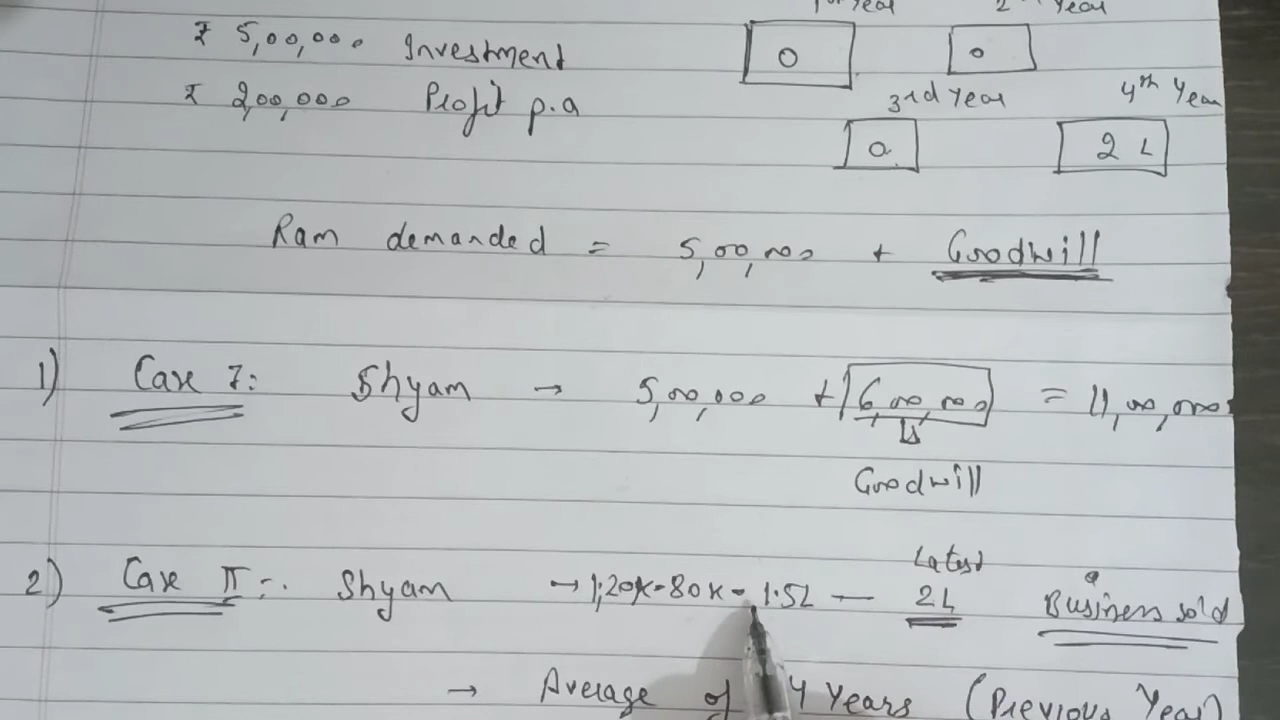 1st Year 2nd Year
₹ 5,00,000 Investment 0 0
₹ 2,00,000 Profit p.a 3rd Year 4th Year
0 2 L
Ram demanded = 5,00,000 + Goodwill
1) Case I: Shyam → 5,00,000 + 6,00,000 = 11,00,000
Goodwill
Latest
2) Case II:. Shyam → 1,20k - 80k - 1.5L — 2L Business sold
→ Average of 4 Years (Previous Year)